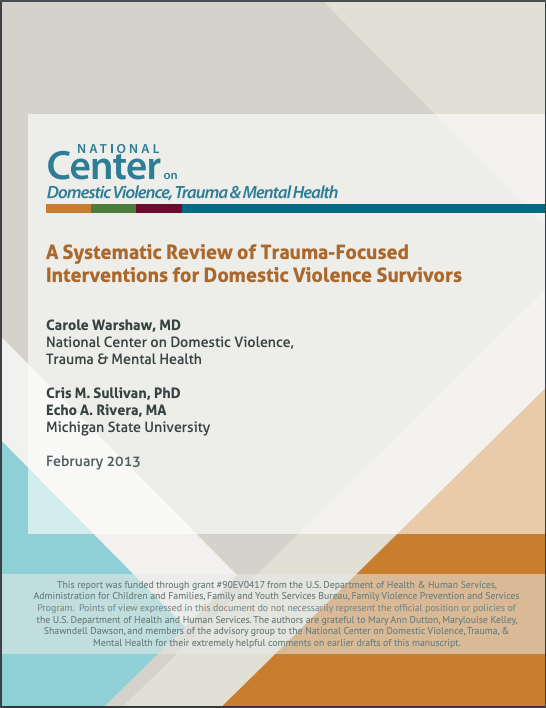 NATIONAL
Center on
Domestic Violence, Trauma & Mental Health
A Systematic Review of Trauma-Focused
Interventions for Domestic Violence Survivors
Carole Warshaw, MD
National Center on Domestic Violence,
Trauma & Mental Health
Cris M. Sullivan, PhD
Echo A. Rivera, MA
Michigan State University
February 2013
This report was funded through grant #90EV0417 from the U.S. Department of Health & Human Services,
Administration for Children and Families, Family and Youth Services Bureau, Family Violence Prevention and Services
Program.  Points of view expressed in this document do not necessarily represent the official position or policies of
the U.S. Department of Health and Human Services. The authors are grateful to Mary Ann Dutton, Marylouise Kelley,
Shawndell Dawson, and members of the advisory group to the National Center on Domestic Violence, Trauma, &
Mental Health for their extremely helpful comments on earlier drafts of this manuscript.